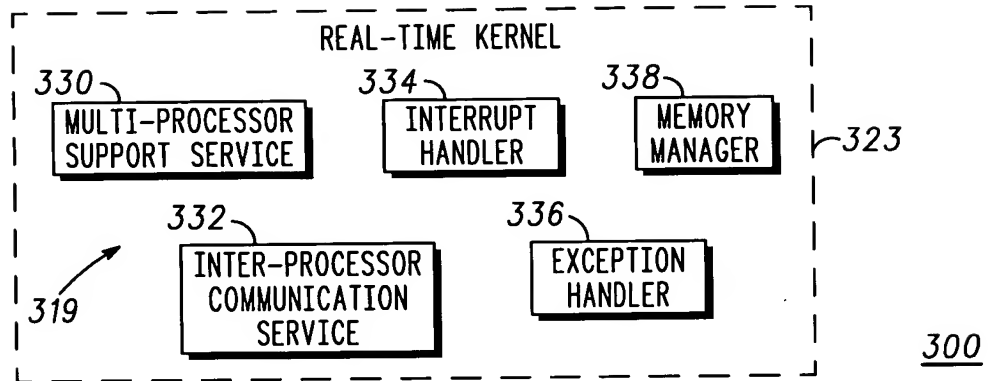 REAL-TIME KERNEL
330
334
338
MULTI-PROCESSOR
SUPPORT SERVICE
INTERRUPT
HANDLER
MEMORY
MANAGER
323
332
336
INTER-PROCESSOR
COMMUNICATION
SERVICE
EXCEPTION
HANDLER
319
300